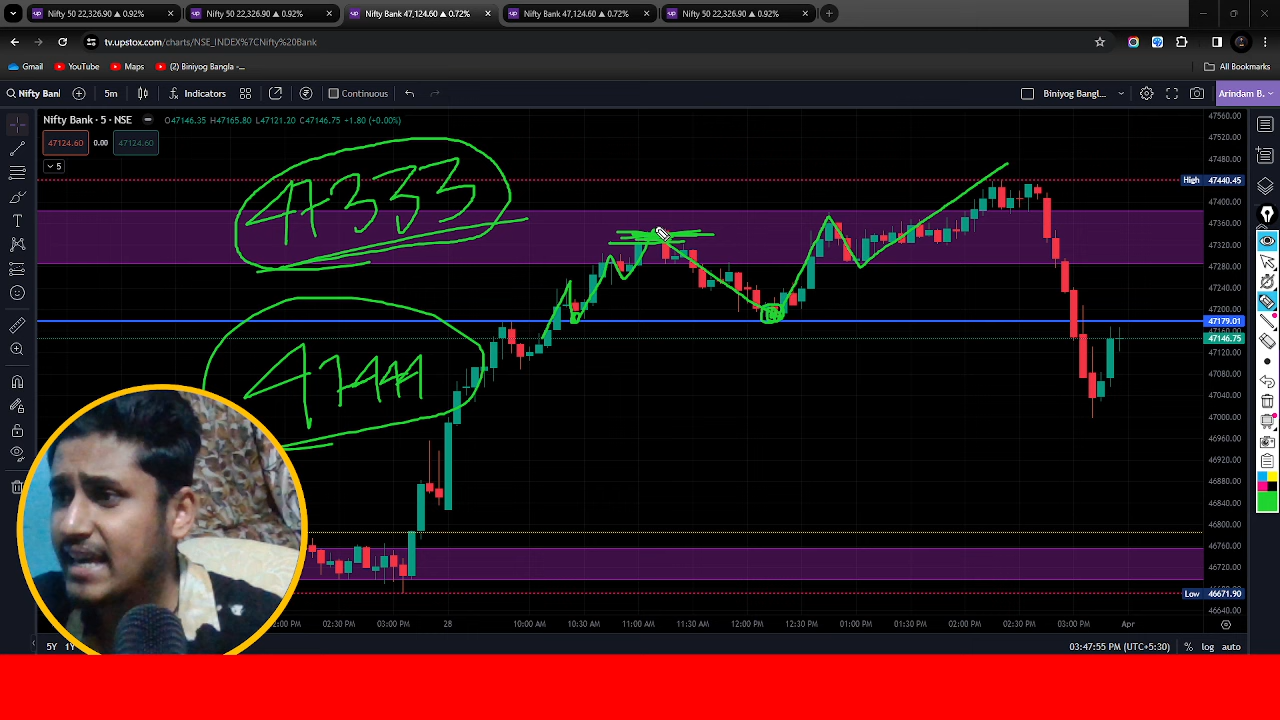 Nifty 50 22,326.90 ▲ 0.92%
Nifty 50 22,326.90 ▲ 0.92%
Nifty Bank 47,124.60 ▲ 0.72%
Nifty Bank 47,124.60 ▲ 0.72%
Nifty 50 22,326.90 ▲ 0.92%
tv.upstox.com/charts/NSE_INDEX%7CNifty%20Bank
Gmail YouTube Maps (2) Biniyog Bangla -... All Bookmarks
Nifty Ban 5m Indicators Continuous Biniyog Bangl... Arindam B.
Nifty Bank · 5 · NSE O47146.35 H47165.80 L47121.20 C47146.75 +1.80 (+0.00%)
47124.60 0.00 47124.60
5
47333
47444
47560.00
47520.00
47480.00
High 47440.45
47400.00
47360.00
47320.00
47280.00
47240.00
47200.00
47179.01
47146.75
47120.00
47080.00
47040.00
47000.00
46960.00
46920.00
46880.00
46840.00
46800.00
46760.00
46720.00
Low 46671.90
46640.00
02:30 PM 03:00 PM 28 10:00 AM 10:30 AM 11:00 AM 11:30 AM 12:00 PM 12:30 PM 01:00 PM 01:30 PM 02:00 PM 02:30 PM 03:00 PM Apr
5Y 1Y 03:47:55 PM (UTC+5:30) % log auto